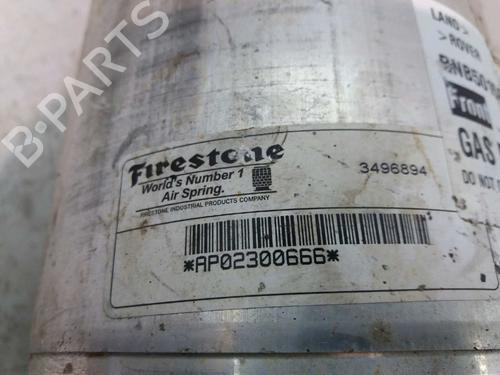 B-Parts
Firestone
World's Number 1
Air Spring.
FIRESTONE INDUSTRIAL PRODUCTS COMPANY
3496894
*AP02300666*
LAND>
>ROVER
Front
GAS
DO NOT